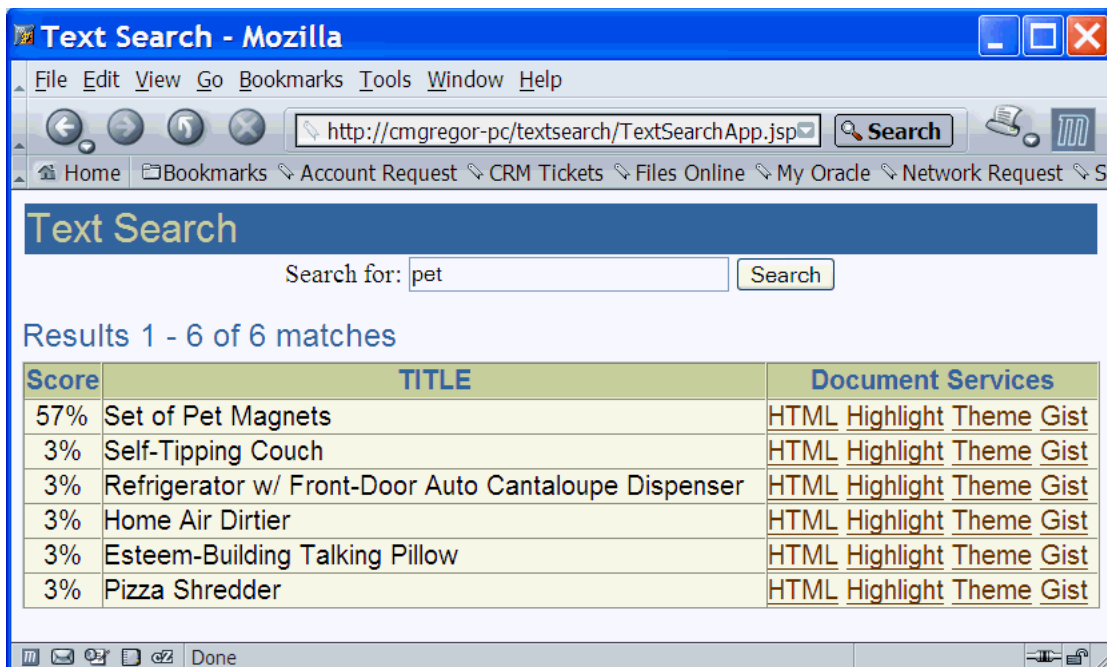 Text Search - Mozilla
File Edit View Go Bookmarks Tools Window Help
http://cmgregor-pc/textsearch/TextSearchApp.jsp Search
Home Bookmarks Account Request CRM Tickets Files Online My Oracle Network Request S
Text Search
Search for: pet Search
Results 1 - 6 of 6 matches
Score TITLE Document Services
57% Set of Pet Magnets HTML Highlight Theme Gist
3% Self-Tipping Couch HTML Highlight Theme Gist
3% Refrigerator w/ Front-Door Auto Cantaloupe Dispenser HTML Highlight Theme Gist
3% Home Air Dirtier HTML Highlight Theme Gist
3% Esteem-Building Talking Pillow HTML Highlight Theme Gist
3% Pizza Shredder HTML Highlight Theme Gist
Done